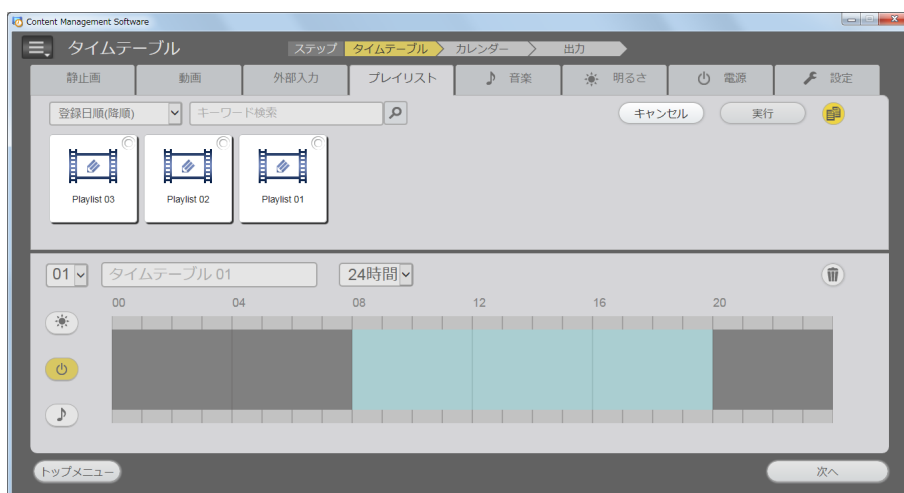 Content Management Software
タイムテーブル ステップ タイムテーブル カレンダー 出力
静止画 動画 外部入力 プレイリスト 音楽 明るさ 電源 設定
登録日順(降順) キーワード検索 キャンセル 実行
Playlist 03 Playlist 02 Playlist 01
01 タイムテーブル 01 24時間
00 04 08 12 16 20
トップメニュー 次へ